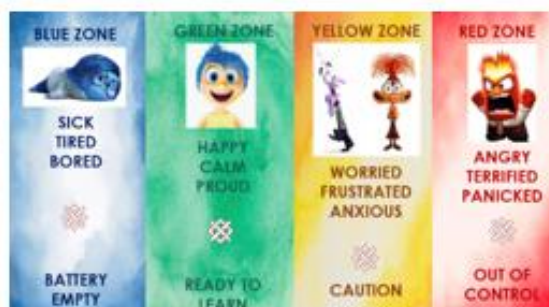 BLUE ZONE
SICK
TIRED
BORED
BATTERY
EMPTY
GREEN ZONE
HAPPY
CALM
PROUD
READY TO
LEARN
YELLOW ZONE
WORRIED
FRUSTRATED
ANXIOUS
CAUTION
RED ZONE
ANGRY
TERRIFIED
PANICKED
OUT OF
CONTROL